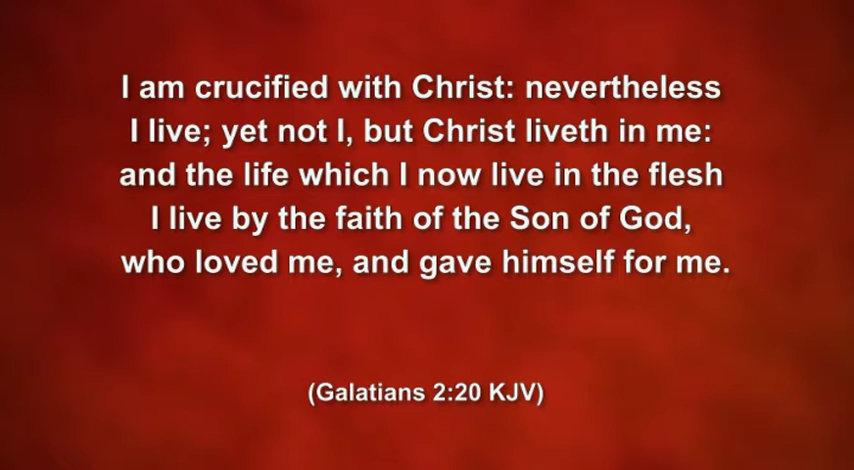 I am crucified with Christ: nevertheless
I live; yet not I, but Christ liveth in me:
and the life which I now live in the flesh
I live by the faith of the Son of God,
who loved me, and gave himself for me.
(Galatians 2:20 KJV)